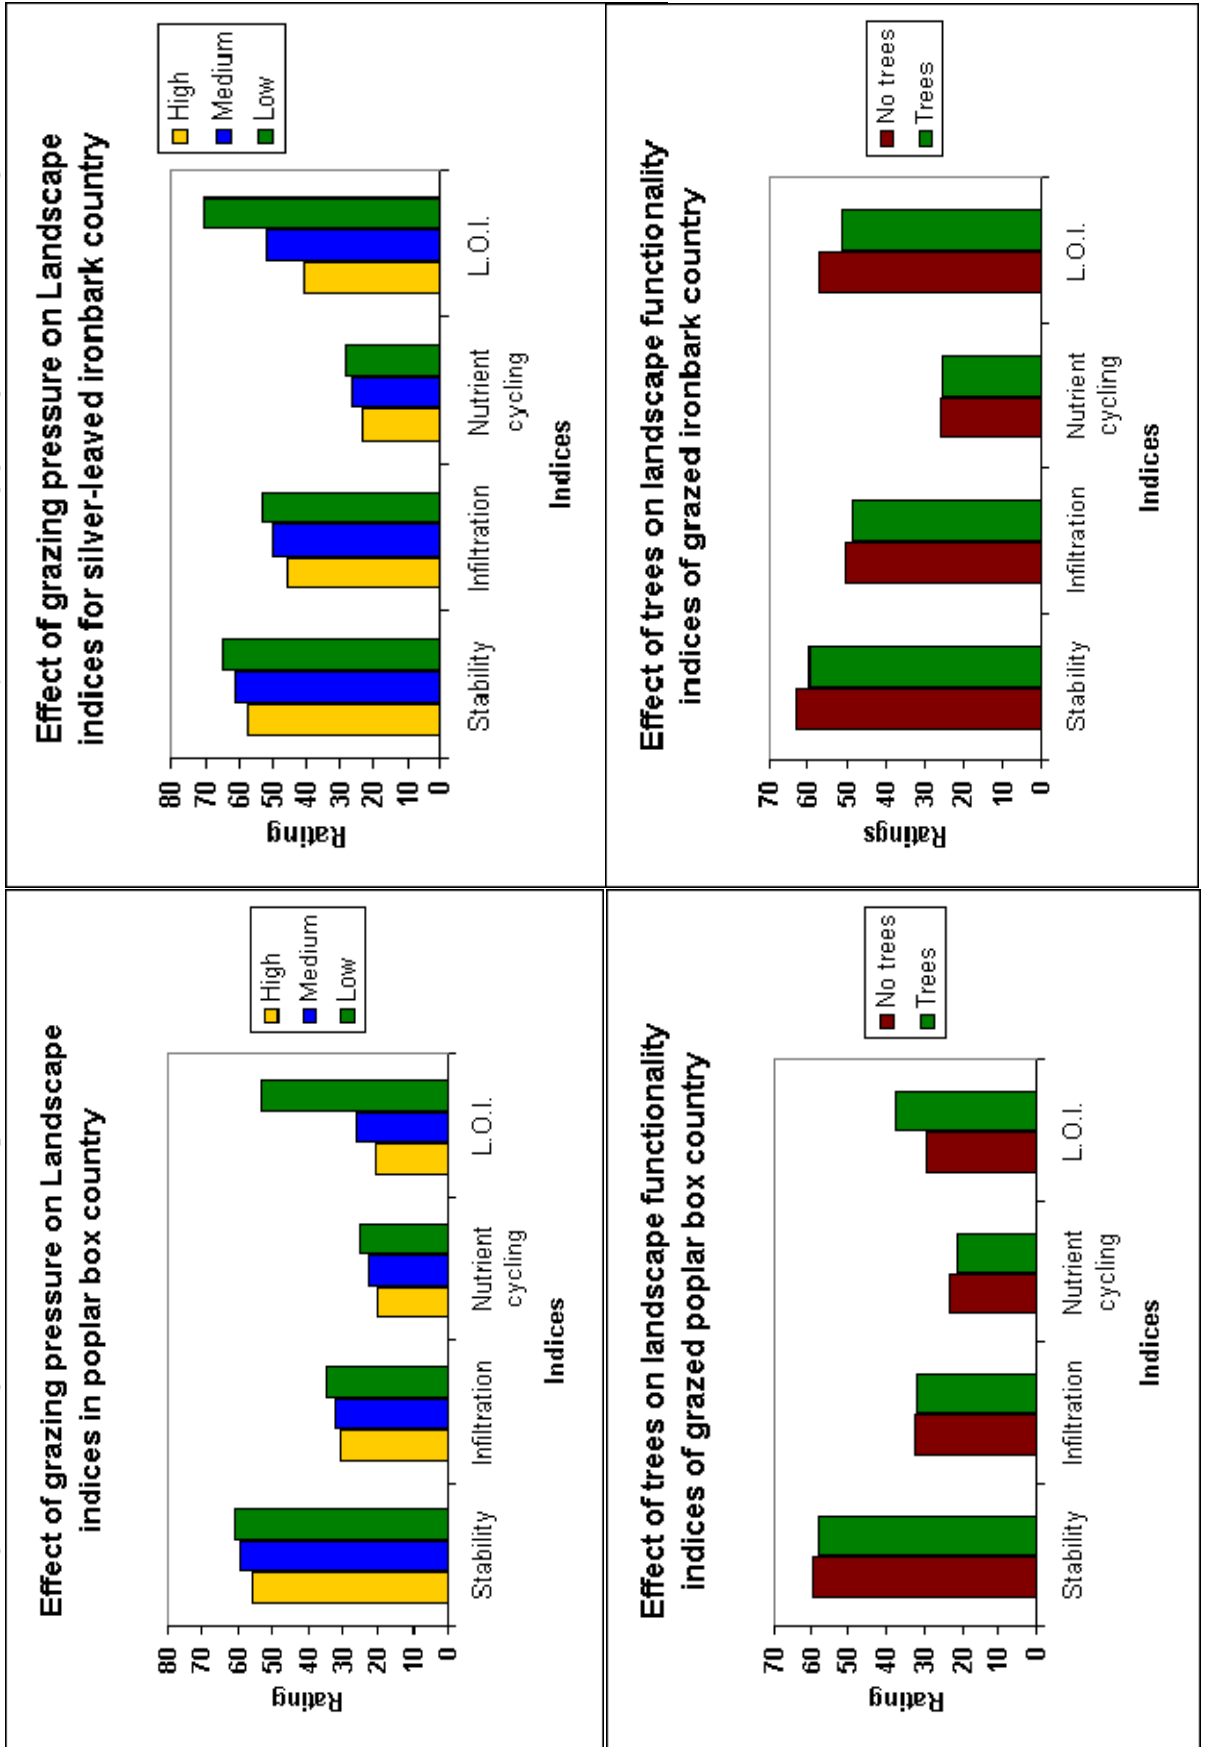 Effect of grazing pressure on Landscape
indices in poplar box country
80
70
60
50
40
30
20
10
0
Rating
Stability
Infiltration
Nutrient
cycling
L.O.I.
Indices
High
Medium
Low
Effect of grazing pressure on Landscape
indices for silver-leaved ironbark country
80
70
60
50
40
30
20
10
0
Rating
Stability
Infiltration
Nutrient
cycling
L.O.I.
Indices
High
Medium
Low
Effect of trees on landscape functionality
indices of grazed poplar box country
70
60
50
40
30
20
10
0
Rating
Stability
Infiltration
Nutrient
cycling
L.O.I.
Indices
No trees
Trees
Effect of trees on landscape functionality
indices of grazed ironbark country
70
60
50
40
30
20
10
0
Ratings
Stability
Infiltration
Nutrient
cycling
L.O.I.
Indices
No trees
Trees